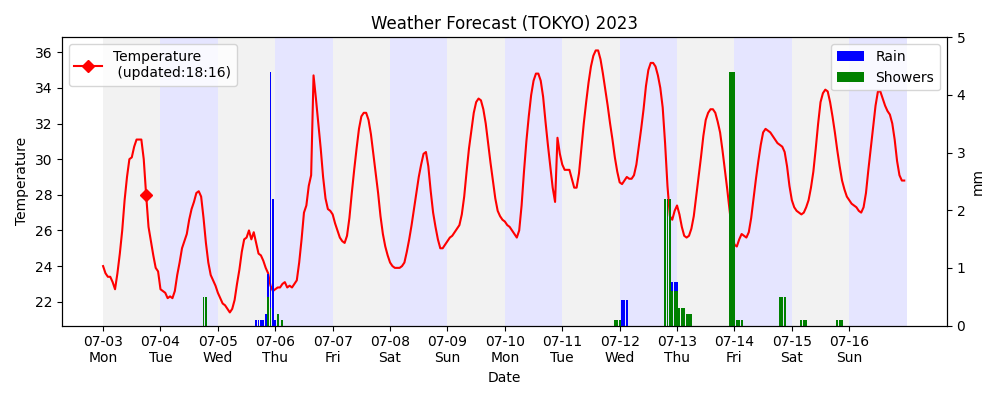 Weather Forecast (TOKYO) 2023
Temperature
(updated:18:16)
Rain
Showers
36
34
32
30
28
26
24
22
Temperature
5
4
3
2
1
0
mm
07-03 07-04 07-05 07-06 07-07 07-08 07-09 07-10 07-11 07-12 07-13 07-14 07-15 07-16
Mon Tue Wed Thu Fri Sat Sun Mon Tue Wed Thu Fri Sat Sun
Date